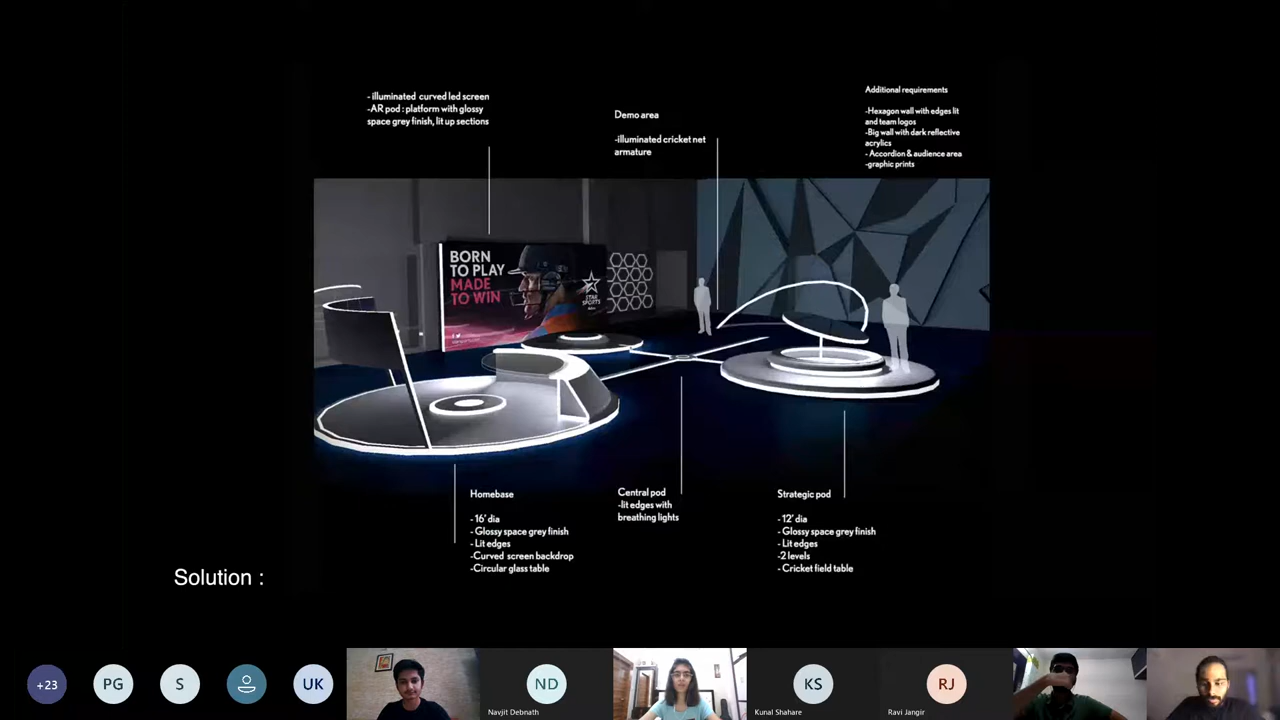 - illuminated curved led screen
-AR pod : platform with glossy
space grey finish, lit up sections
Demo area
-illuminated cricket net
armature
Additional requirements
-Hexagon wall with edges lit
and team logos
-Big wall with dark reflective
acrylics
- Accordion & audience area
-graphic prints
BORN
TO PLAY
MADE
TO WIN
STAR
SPORTS
Homebase
- 16' dia
- Glossy space grey finish
- Lit edges
-Curved screen backdrop
-Circular glass table
Central pod
-lit edges with
breathing lights
Strategic pod
- 12' dia
- Glossy space grey finish
- Lit edges
-2 levels
- Cricket field table
Solution :
+23
PG
S
UK
ND
Navjit Debnath
KS
Kunal Shahare
RJ
Ravi Jangir